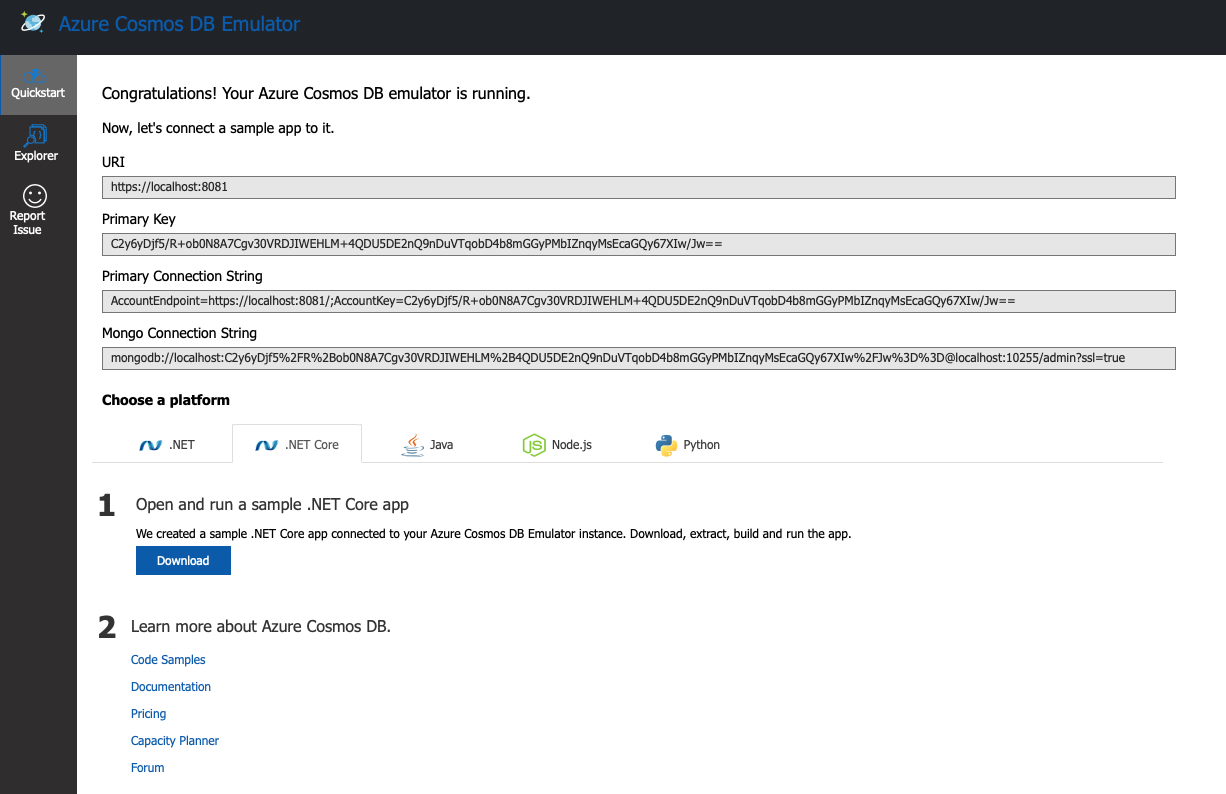 Azure Cosmos DB Emulator
Quickstart
Explorer
Report
Issue
Congratulations! Your Azure Cosmos DB emulator is running.
Now, let's connect a sample app to it.
URI
https://localhost:8081
Primary Key
C2y6yDjf5/R+ob0N8A7Cgv30VRDJIWEHLM+4QDU5DE2nQ9nDuVTqobD4b8mGGyPMbIZnqyMsEcaGQy67XIw/Jw==
Primary Connection String
AccountEndpoint=https://localhost:8081/;AccountKey=C2y6yDjf5/R+ob0N8A7Cgv30VRDJIWEHLM+4QDU5DE2nQ9nDuVTqobD4b8mGGyPMbIZnqyMsEcaGQy67XIw/Jw==
Mongo Connection String
mongodb://localhost:C2y6yDjf5%2FR%2Bob0N8A7Cgv30VRDJIWEHLM%2B4QDU5DE2nQ9nDuVTqobD4b8mGGyPMbIZnqyMsEcaGQy67XIw%2FJw%3D%3D@localhost:10255/admin?ssl=true
Choose a platform
.NET .NET Core Java Node.js Python
1 Open and run a sample .NET Core app
We created a sample .NET Core app connected to your Azure Cosmos DB Emulator instance. Download, extract, build and run the app.
Download
2 Learn more about Azure Cosmos DB.
Code Samples
Documentation
Pricing
Capacity Planner
Forum